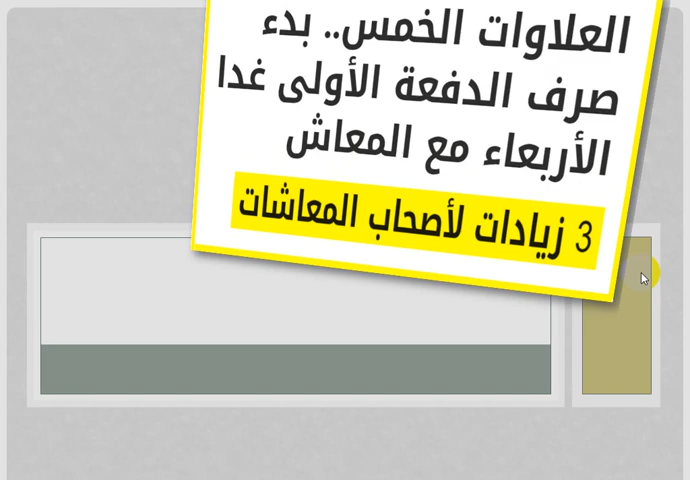 العلاوات الخمس.. بدء
صرف الدفعة الأولى غدا
الأربعاء مع المعاش
3 زيادات لأصحاب المعاشات